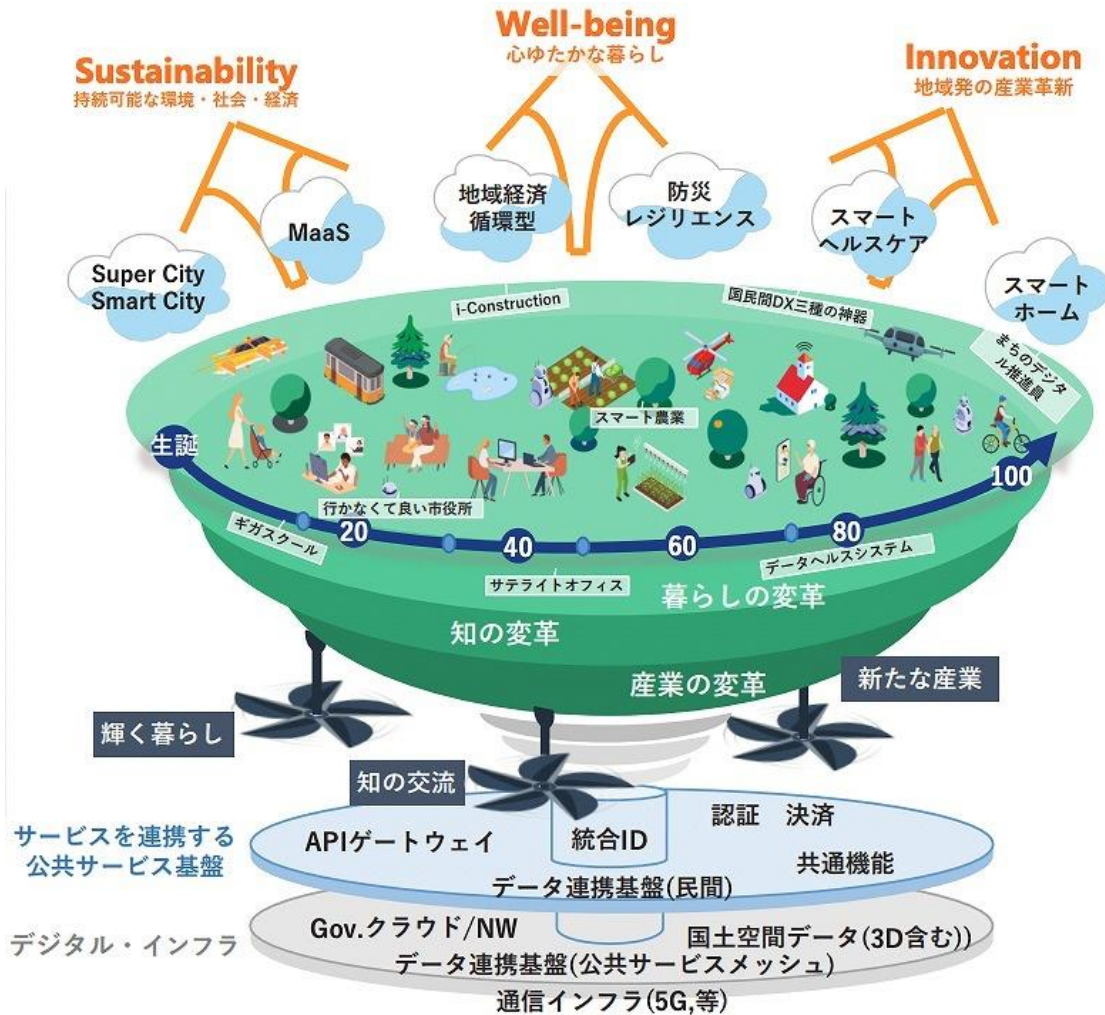 Well-being
心ゆたかな暮らし
Sustainability
持続可能な環境・社会・経済
Innovation
地域発の産業革新
MaaS
地域経済
循環型
防災
レジリエンス
スマート
ヘルスケア
Super City
Smart City
スマート
ホーム
i-Construction
国民間DX三種の神器
まちのデジタ
ル推進員
スマート農業
生誕
行かなくて良い市役所
ギガスクール
20
40
60
80
100
サテライトオフィス
データヘルスシステム
暮らしの変革
知の変革
産業の変革
新たな産業
輝く暮らし
知の交流
サービスを連携する
公共サービス基盤
APIゲートウェイ
統合ID
認証 決済
共通機能
データ連携基盤(民間)
デジタル・インフラ
Gov.クラウド/NW
国土空間データ(3D含む))
データ連携基盤(公共サービスメッシュ)
通信インフラ(5G,等)